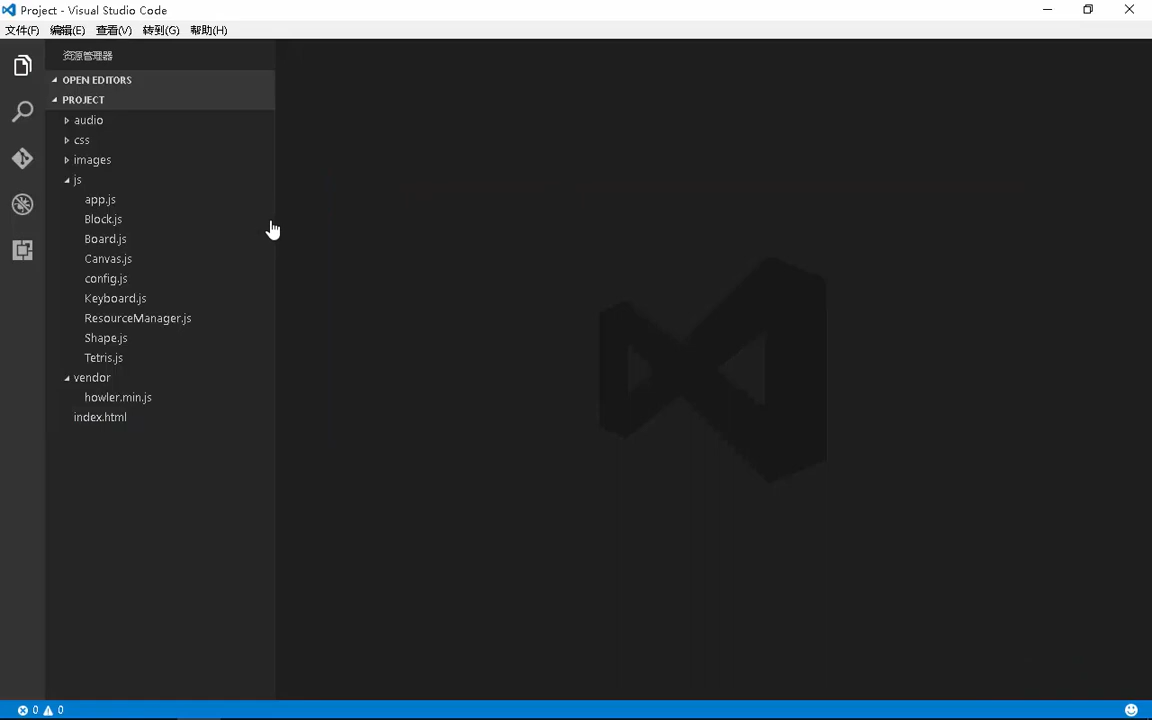 Project - Visual Studio Code
文件(F) 编辑(E) 查看(V) 转到(G) 帮助(H)
资源管理器
OPEN EDITORS
PROJECT
audio
css
images
js
app.js
Block.js
Board.js
Canvas.js
config.js
Keyboard.js
ResourceManager.js
Shape.js
Tetris.js
vendor
howler.min.js
index.html
0 0